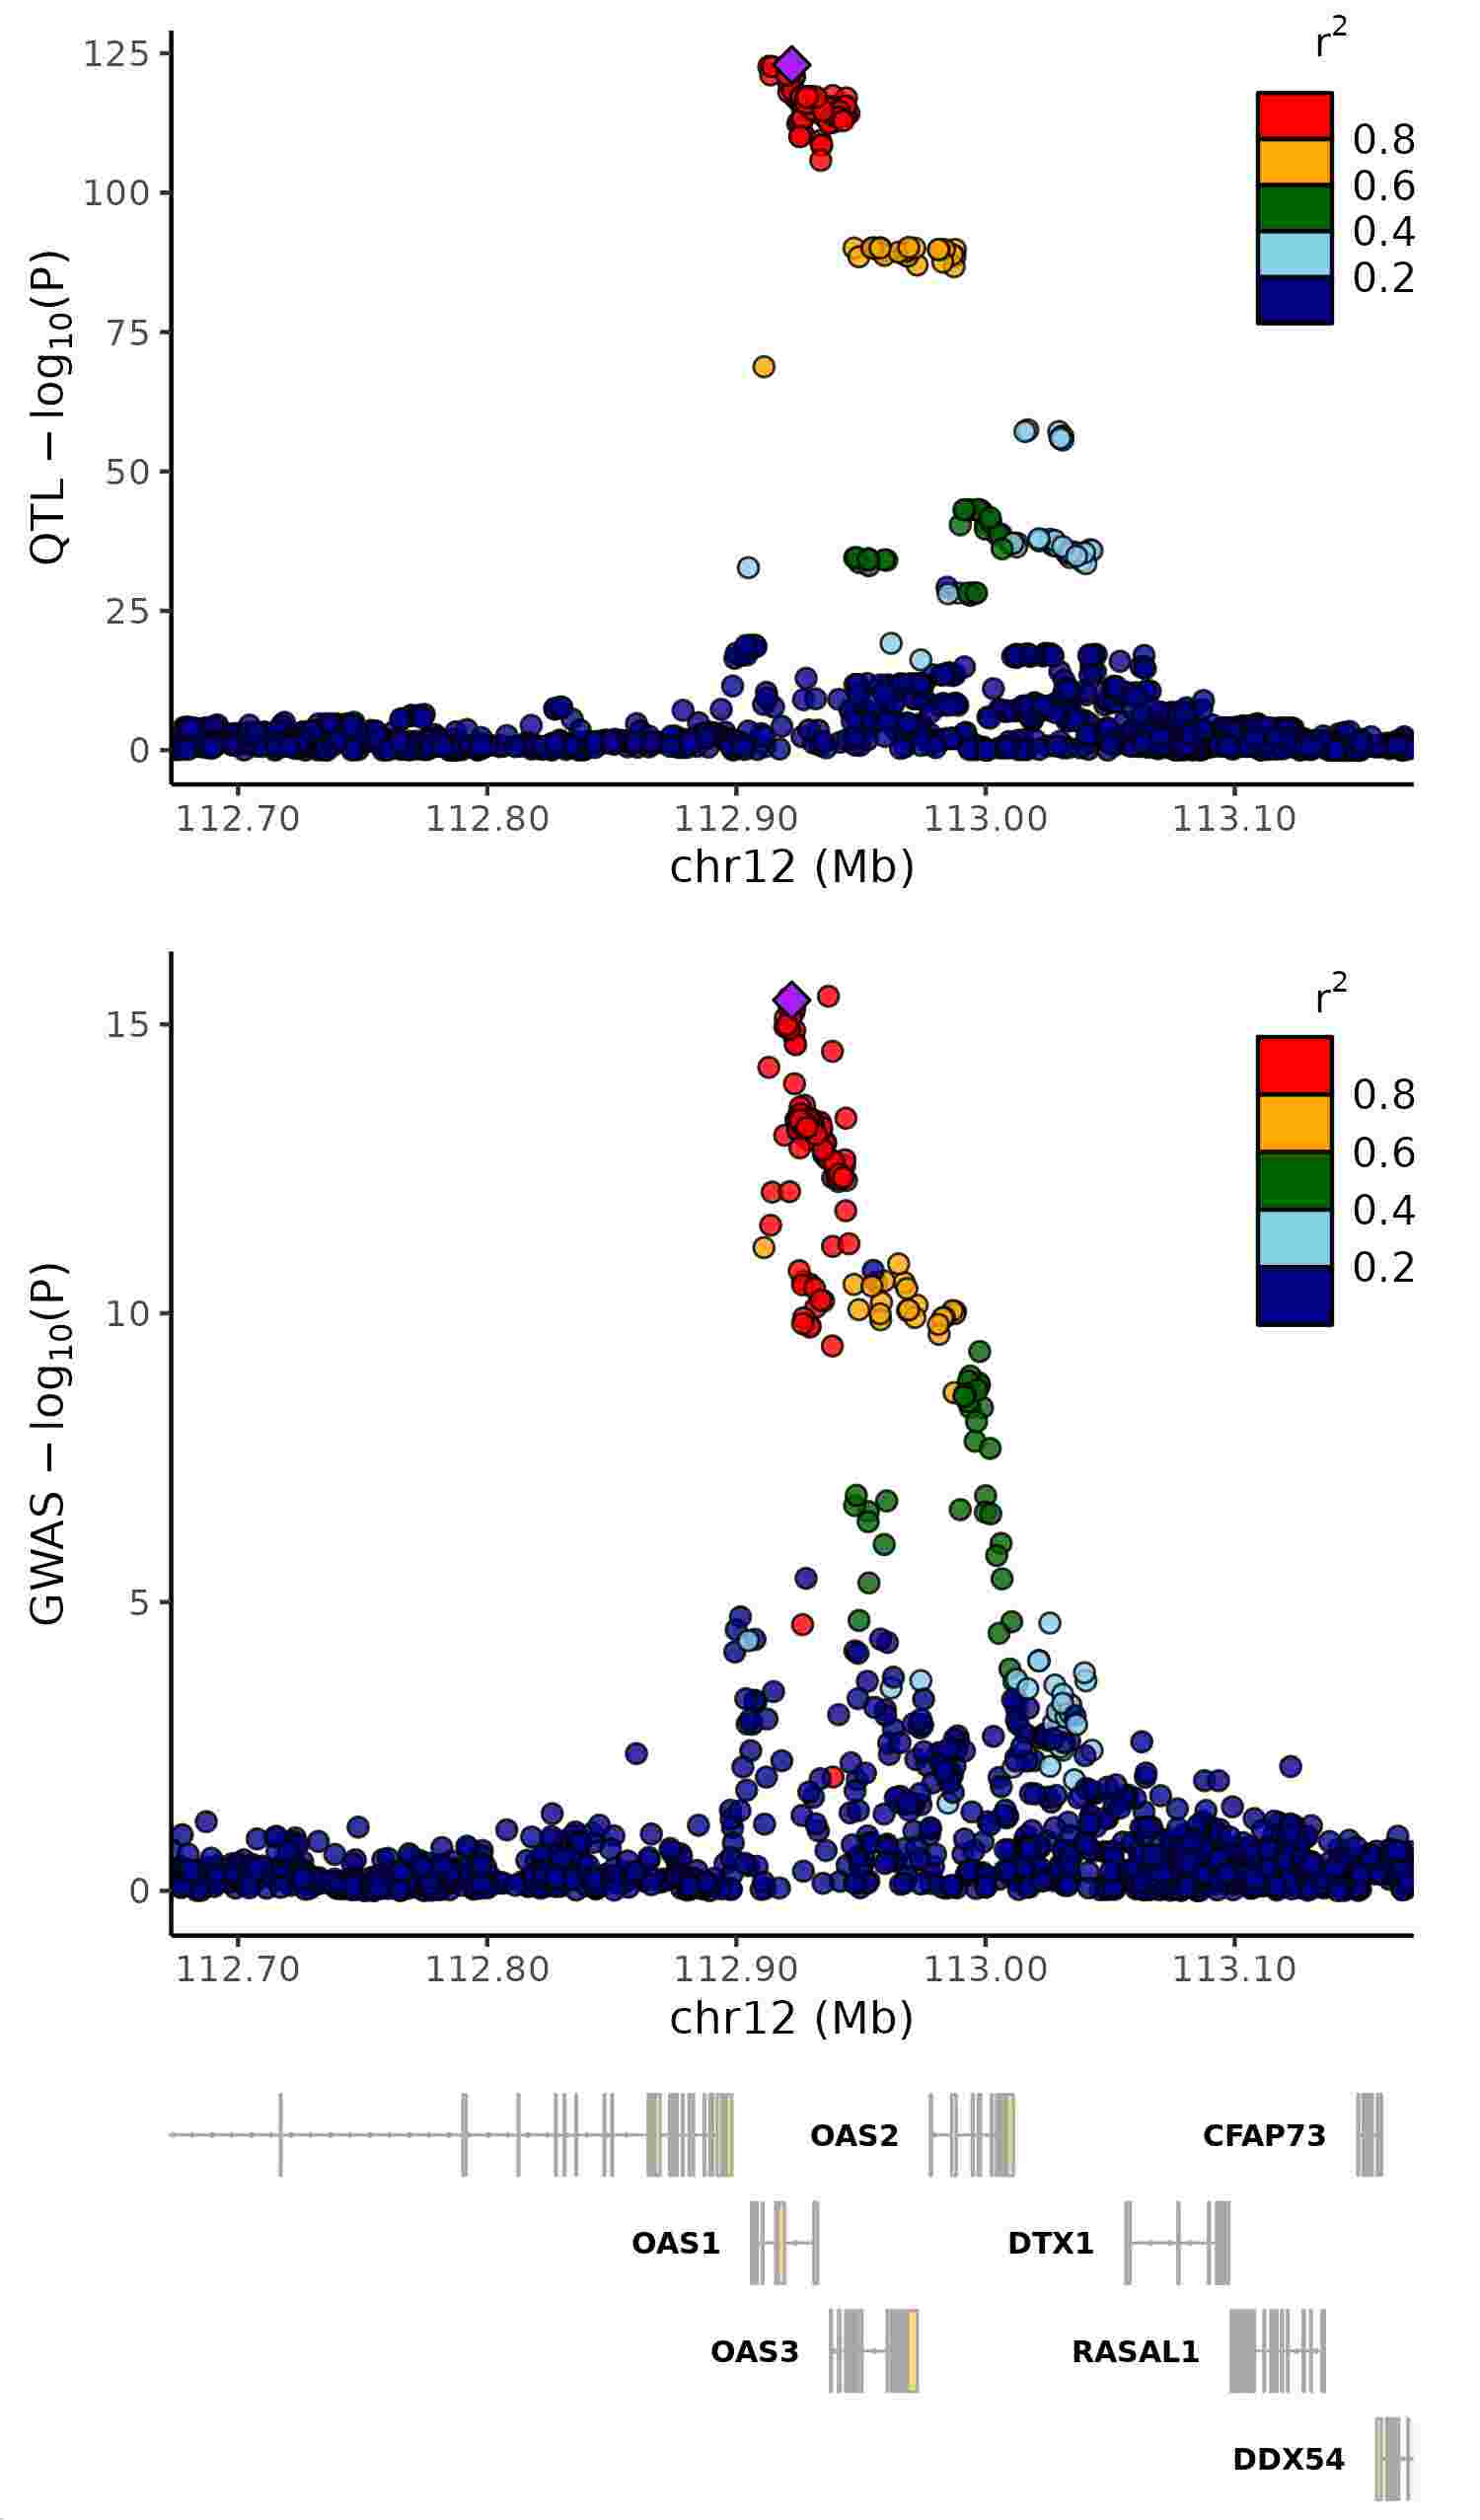 r2
125
100
75
50
25
0
0.8
0.6
0.4
0.2
QTL −log10(P)
112.70 112.80 112.90 113.00 113.10
chr12 (Mb)
r2
15
10
5
0
0.8
0.6
0.4
0.2
GWAS −log10(P)
112.70 112.80 112.90 113.00 113.10
chr12 (Mb)
OAS2 CFAP73
OAS1 DTX1
OAS3 RASAL1
DDX54